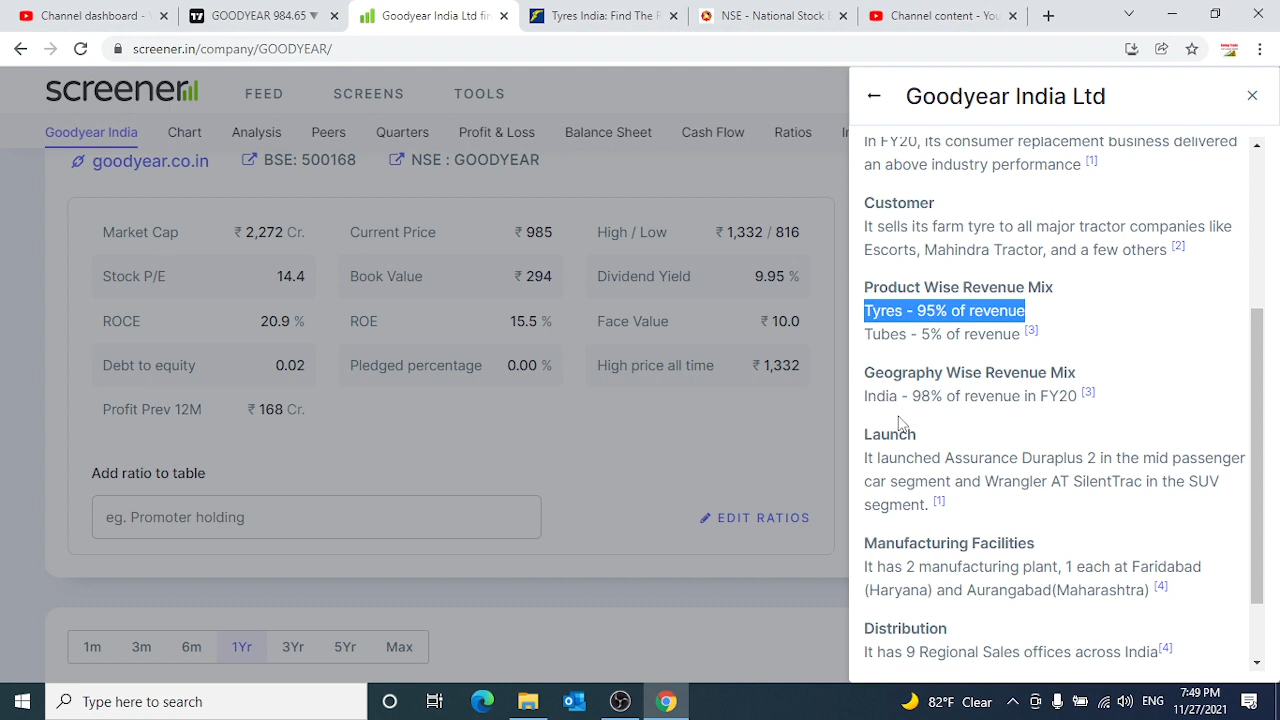 Channel dashboard - Y
GOODYEAR 984.65
Goodyear India Ltd fin
Tyres India: Find The R
NSE - National Stock E
Channel content - You
screener.in/company/GOODYEAR/
screener
FEED
SCREENS
TOOLS
Goodyear India
Chart
Analysis
Peers
Quarters
Profit & Loss
Balance Sheet
Cash Flow
Ratios
In
goodyear.co.in
BSE: 500168
NSE : GOODYEAR
Market Cap ₹ 2,272 Cr.
Current Price ₹ 985
High / Low ₹ 1,332 / 816
Stock P/E 14.4
Book Value ₹ 294
Dividend Yield 9.95 %
ROCE 20.9 %
ROE 15.5 %
Face Value ₹ 10.0
Debt to equity 0.02
Pledged percentage 0.00 %
High price all time ₹ 1,332
Profit Prev 12M ₹ 168 Cr.
Add ratio to table
eg. Promoter holding
EDIT RATIOS
1m 3m 6m 1Yr 3Yr 5Yr Max
Goodyear India Ltd
In FY20, its consumer replacement business delivered
an above industry performance [1]
Customer
It sells its farm tyre to all major tractor companies like
Escorts, Mahindra Tractor, and a few others [2]
Product Wise Revenue Mix
Tyres - 95% of revenue
Tubes - 5% of revenue [3]
Geography Wise Revenue Mix
India - 98% of revenue in FY20 [3]
Launch
It launched Assurance Duraplus 2 in the mid passenger
car segment and Wrangler AT SilentTrac in the SUV
segment. [1]
Manufacturing Facilities
It has 2 manufacturing plant, 1 each at Faridabad
(Haryana) and Aurangabad(Maharashtra) [4]
Distribution
It has 9 Regional Sales offices across India[4]
Type here to search
82°F Clear
ENG
7:49 PM
11/27/2021